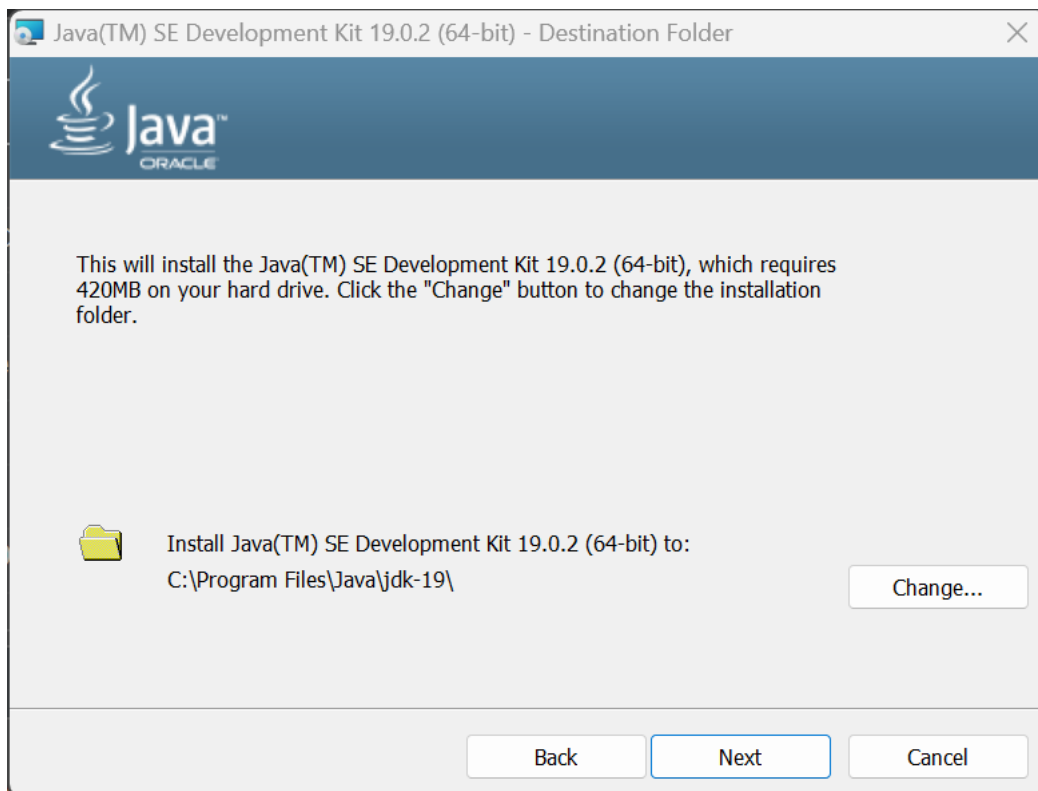 Java(TM) SE Development Kit 19.0.2 (64-bit) - Destination Folder
Java™
ORACLE
This will install the Java(TM) SE Development Kit 19.0.2 (64-bit), which requires
420MB on your hard drive. Click the "Change" button to change the installation
folder.
Install Java(TM) SE Development Kit 19.0.2 (64-bit) to:
C:\Program Files\Java\jdk-19\
Change...
Back Next Cancel